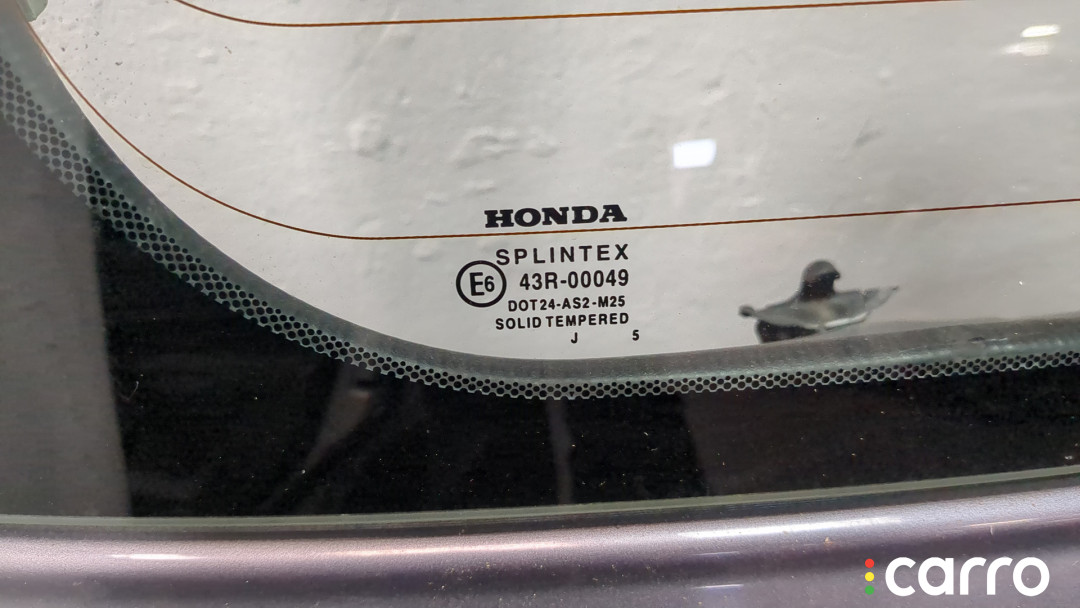 HONDA
SPLINTEX
E6 43R-00049
DOT24-AS2-M25
SOLID TEMPERED
J 5
carro